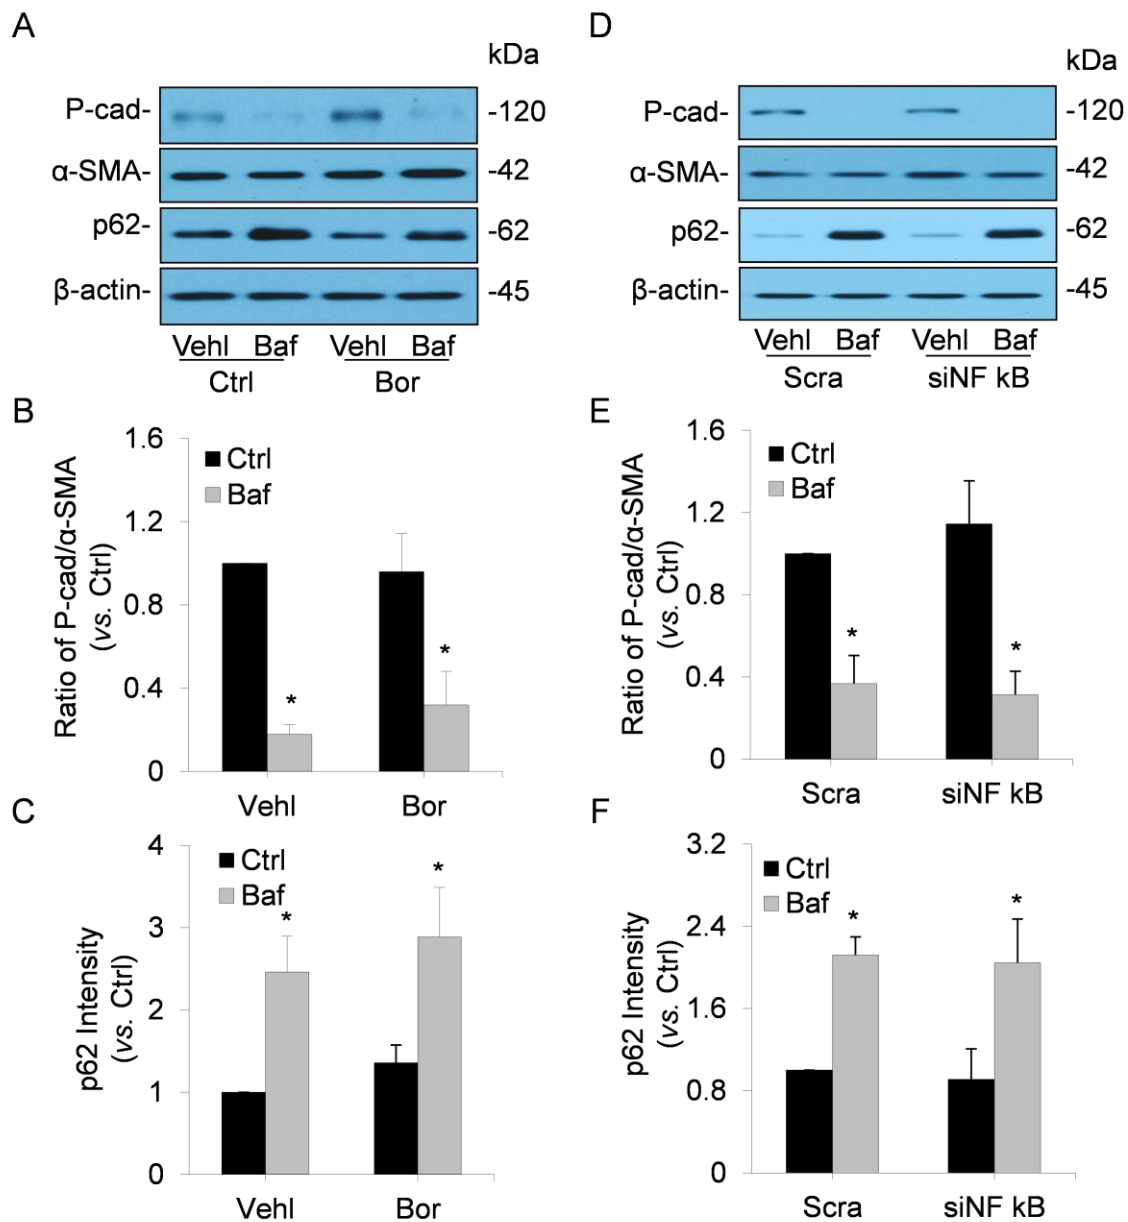 A
kDa
P-cad-
-120
α-SMA-
-42
p62-
-62
β-actin-
-45
Vehl Baf Vehl Baf
Ctrl Bor
B
Ratio of P-cad/α-SMA
(vs. Ctrl)
1.6
1.2
0.8
0.4
0
Ctrl
Baf
*
*
Vehl Bor
C
p62 Intensity
(vs. Ctrl)
4
3
2
1
0
Ctrl
Baf
*
*
Vehl Bor
D
kDa
P-cad-
-120
α-SMA-
-42
p62-
-62
β-actin-
-45
Vehl Baf Vehl Baf
Scra siNF kB
E
Ratio of P-cad/α-SMA
(vs. Ctrl)
1.6
1.2
0.8
0.4
0
Ctrl
Baf
*
*
Scra siNF kB
F
p62 Intensity
(vs. Ctrl)
3.2
2.4
1.6
0.8
0
Ctrl
Baf
*
*
Scra siNF kB